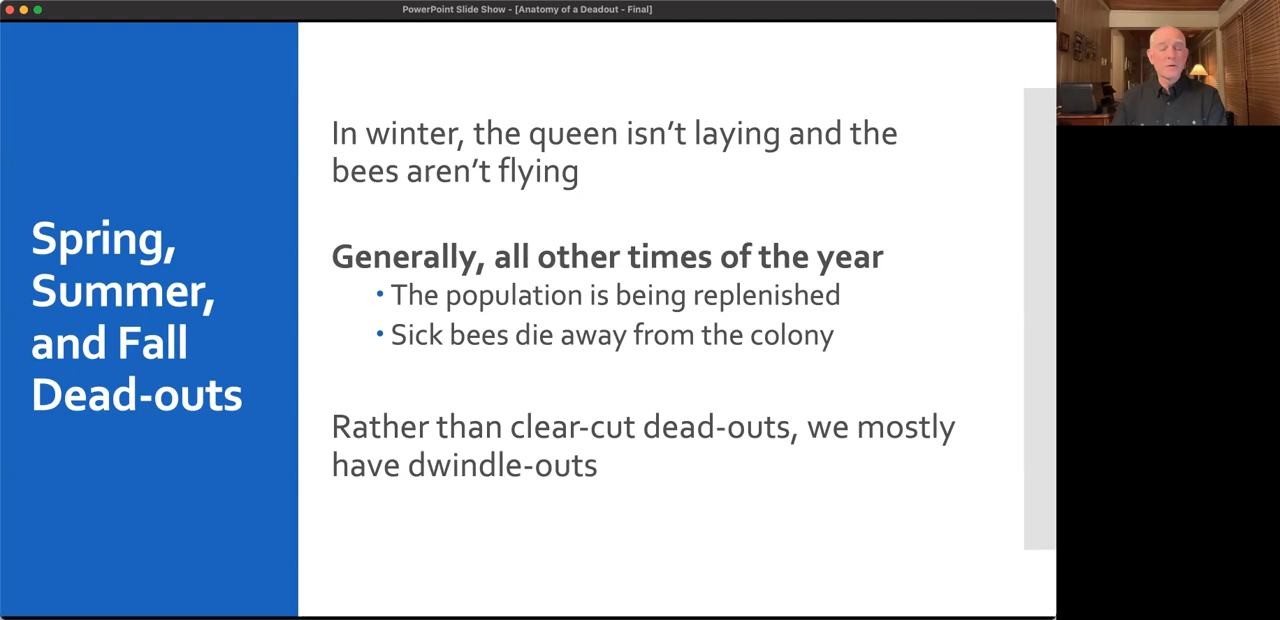 PowerPoint Slide Show - [Anatomy of a Deadout - Final]
Spring,
Summer,
and Fall
Dead-outs
In winter, the queen isn’t laying and the
bees aren’t flying
Generally, all other times of the year
• The population is being replenished
• Sick bees die away from the colony
Rather than clear-cut dead-outs, we mostly
have dwindle-outs